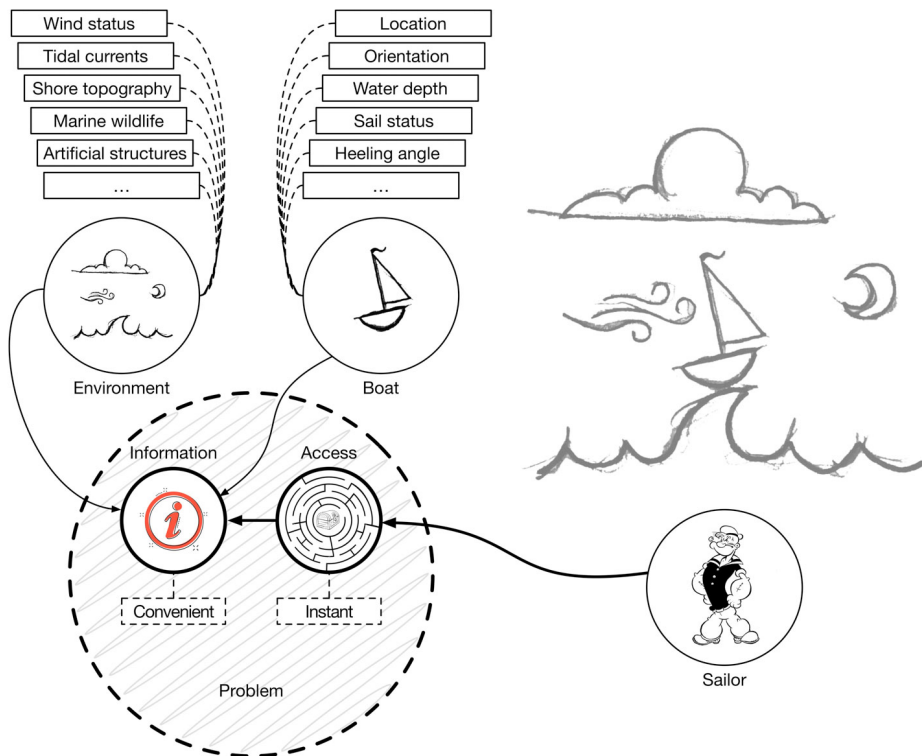 Wind status
Tidal currents
Shore topography
Marine wildlife
Artificial structures
...
Location
Orientation
Water depth
Sail status
Heeling angle
...
Environment
Boat
Information
Access
i
Convenient
Instant
Problem
Sailor